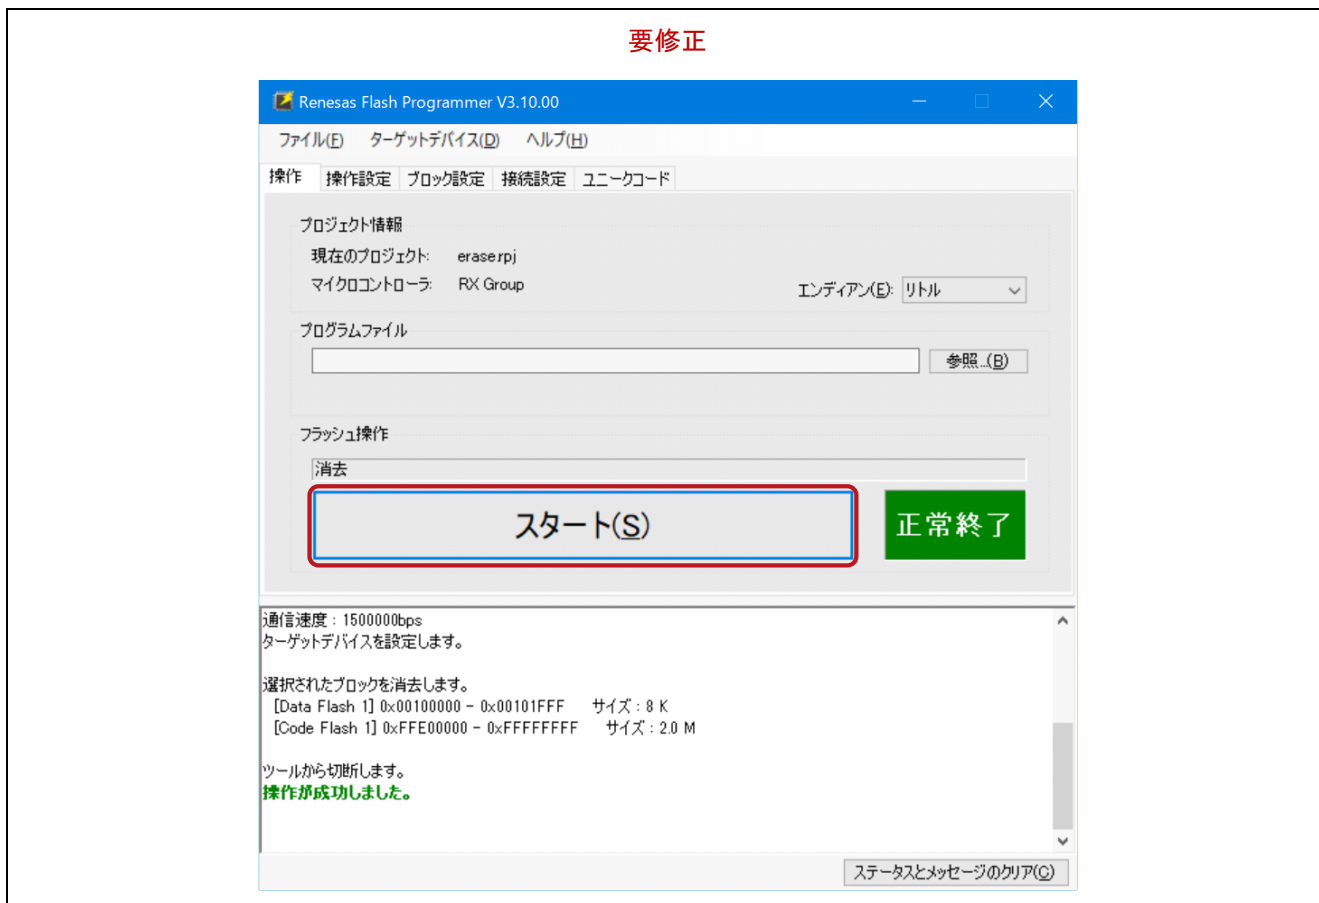 要修正
Renesas Flash Programmer V3.10.00
ファイル(F) ターゲットデバイス(D) ヘルプ(H)
操作 操作設定 ブロック設定 接続設定 ユニークコード
プロジェクト情報
現在のプロジェクト: erase.rpj
マイクロコントローラ: RX Group エンディアン(E): リトル
プログラムファイル
参照...(B)
フラッシュ操作
消去
スタート(S) 正常終了
通信速度 : 1500000bps
ターゲットデバイスを設定します。
選択されたブロックを消去します。
[Data Flash 1] 0x00100000 - 0x00101FFF サイズ : 8 K
[Code Flash 1] 0xFFE00000 - 0xFFFFFFFF サイズ : 2.0 M
ツールから切断します。
操作が成功しました。
ステータスとメッセージのクリア(C)